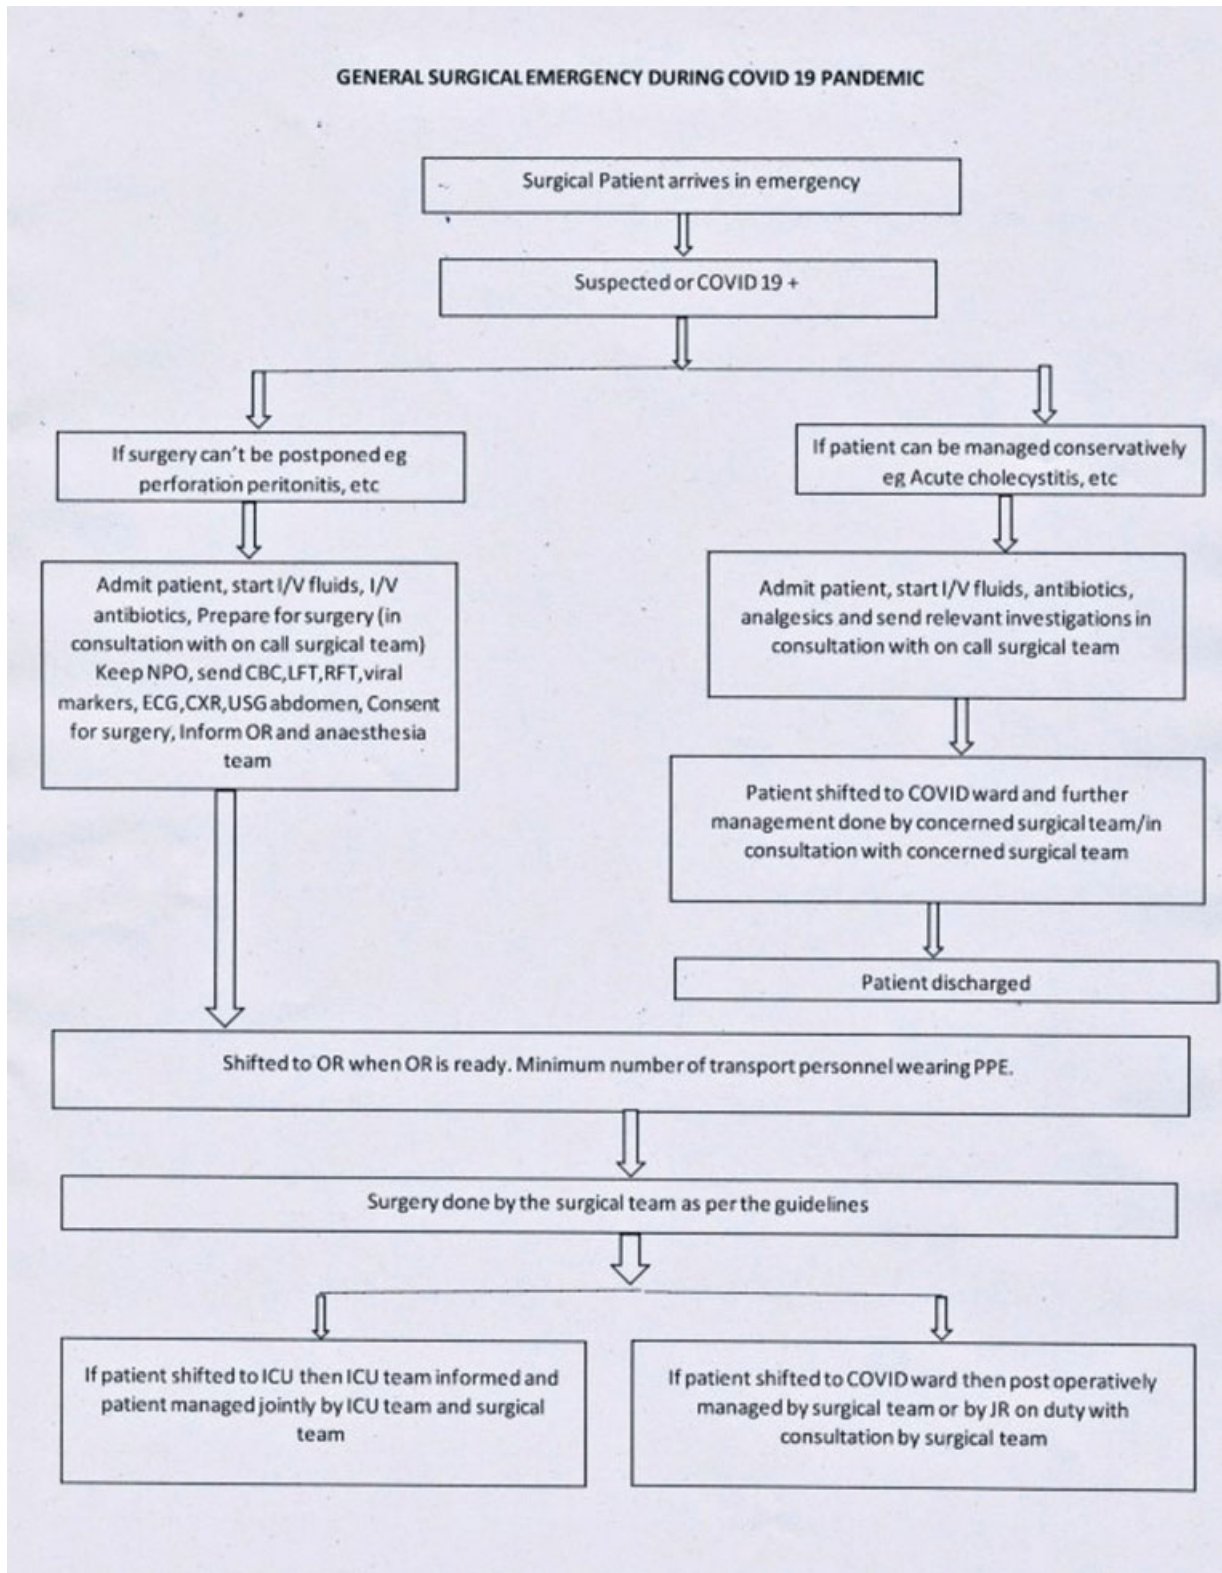 GENERAL SURGICAL EMERGENCY DURING COVID 19 PANDEMIC
Surgical Patient arrives in emergency
Suspected or COVID 19 +
If surgery can't be postponed eg
perforation peritonitis, etc
If patient can be managed conservatively
eg Acute cholecystitis, etc
Admit patient, start I/V fluids, I/V
antibiotics, Prepare for surgery (in
consultation with on call surgical team)
Keep NPO, send CBC,LFT,RFT,viral
markers, ECG,CXR,USG abdomen, Consent
for surgery, Inform OR and anaesthesia
team
Admit patient, start I/V fluids, antibiotics,
analgesics and send relevant investigations in
consultation with on call surgical team
Patient shifted to COVID ward and further
management done by concerned surgical team/in
consultation with concerned surgical team
Patient discharged
Shifted to OR when OR is ready. Minimum number of transport personnel wearing PPE.
Surgery done by the surgical team as per the guidelines
If patient shifted to ICU then ICU team informed and
patient managed jointly by ICU team and surgical
team
If patient shifted to COVID ward then post operatively
managed by surgical team or by JR on duty with
consultation by surgical team